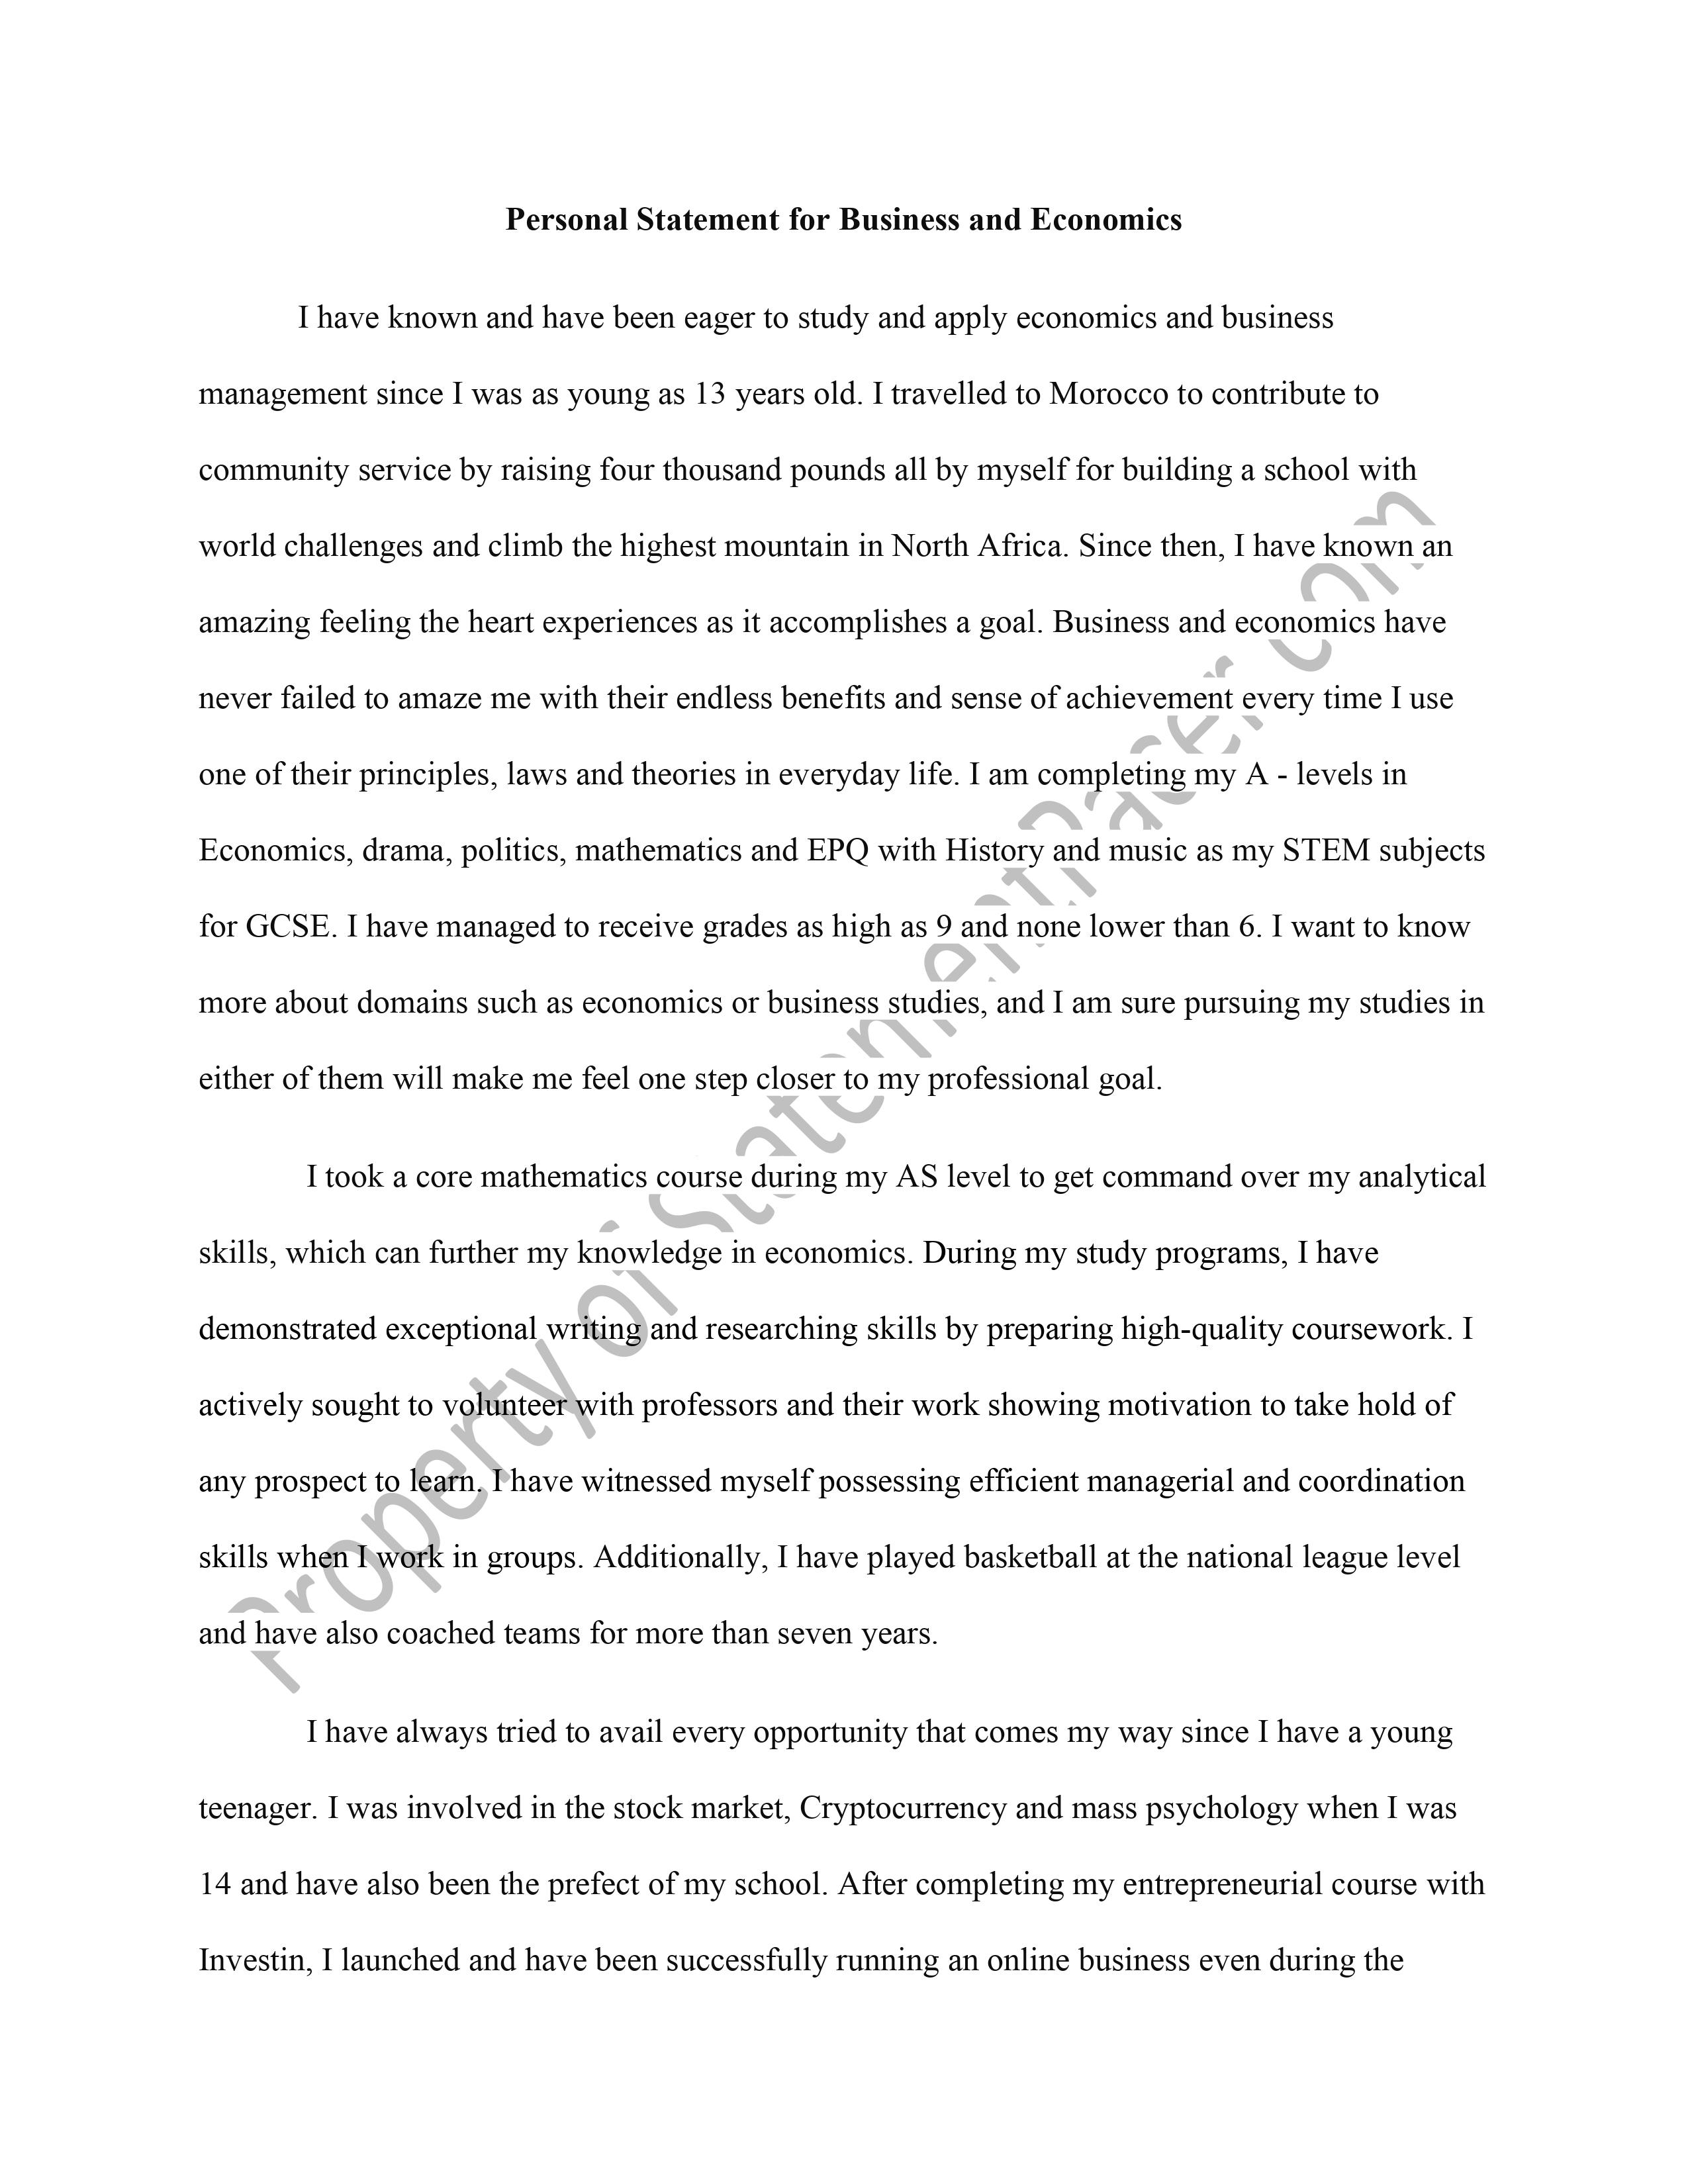 Personal Statement for Business and Economics
I have known and have been eager to study and apply economics and business
management since I was as young as 13 years old. I travelled to Morocco to contribute to
community service by raising four thousand pounds all by myself for building a school with
world challenges and climb the highest mountain in North Africa. Since then, I have known an
amazing feeling the heart experiences as it accomplishes a goal. Business and economics have
never failed to amaze me with their endless benefits and sense of achievement every time I use
one of their principles, laws and theories in everyday life. I am completing my A - levels in
Economics, drama, politics, mathematics and EPQ with History and music as my STEM subjects
for GCSE. I have managed to receive grades as high as 9 and none lower than 6. I want to know
more about domains such as economics or business studies, and I am sure pursuing my studies in
either of them will make me feel one step closer to my professional goal.
I took a core mathematics course during my AS level to get command over my analytical
skills, which can further my knowledge in economics. During my study programs, I have
demonstrated exceptional writing and researching skills by preparing high-quality coursework. I
actively sought to volunteer with professors and their work showing motivation to take hold of
any prospect to learn. I have witnessed myself possessing efficient managerial and coordination
skills when I work in groups. Additionally, I have played basketball at the national league level
and have also coached teams for more than seven years.
I have always tried to avail every opportunity that comes my way since I have a young
teenager. I was involved in the stock market, Cryptocurrency and mass psychology when I was
14 and have also been the prefect of my school. After completing my entrepreneurial course with
Investin, I launched and have been successfully running an online business even during the
Property of StatementPacer.com